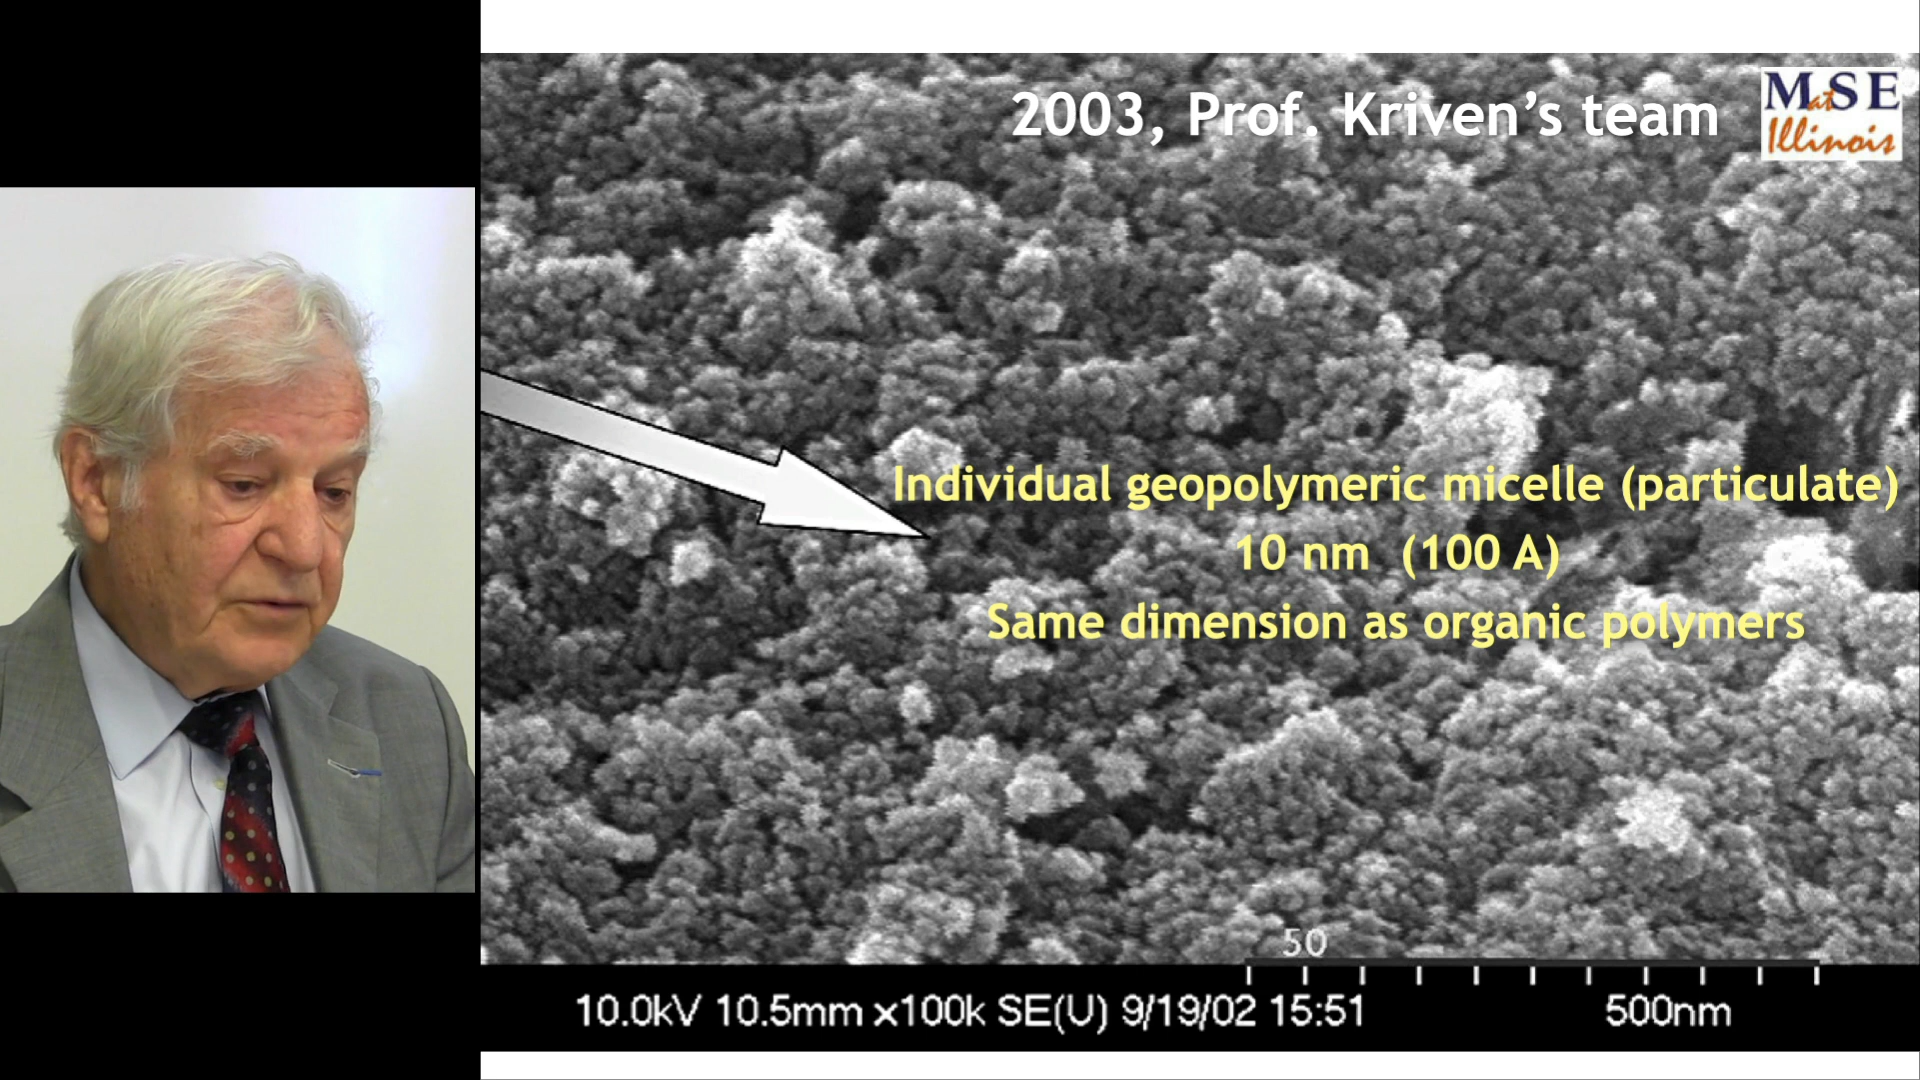 2003, Prof. Kriven’s team
MatSE
Illinois
Individual geopolymeric micelle (particulate)
10 nm (100 A)
Same dimension as organic polymers
50
10.0kV 10.5mm x100k SE(U) 9/19/02 15:51
500nm